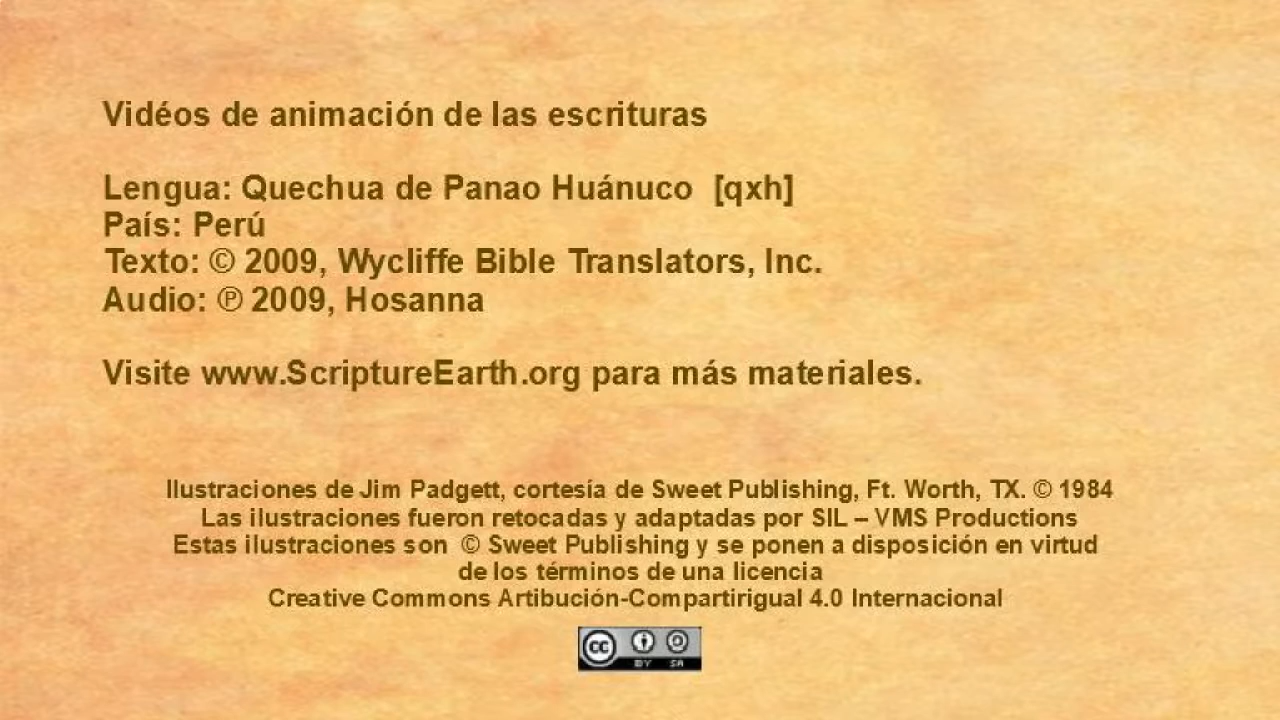 Vidéos de animación de las escrituras
Lengua: Quechua de Panao Huánuco [qxh]
País: Perú
Texto: © 2009, Wycliffe Bible Translators, Inc.
Audio: ℗ 2009, Hosanna
Visite www.ScriptureEarth.org para más materiales.
Ilustraciones de Jim Padgett, cortesía de Sweet Publishing, Ft. Worth, TX. © 1984
Las ilustraciones fueron retocadas y adaptadas por SIL – VMS Productions
Estas ilustraciones son © Sweet Publishing y se ponen a disposición en virtud
de los términos de una licencia
Creative Commons Artibución-Compartirigual 4.0 Internacional
CC BY SA